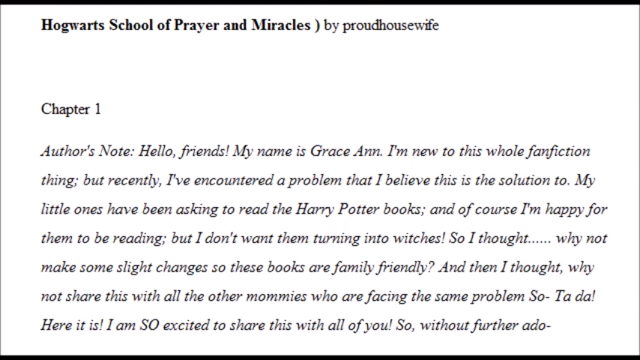 Hogwarts School of Prayer and Miracles ) by proudhousewife
Chapter 1
Author's Note: Hello, friends! My name is Grace Ann. I'm new to this whole fanfiction
thing; but recently, I've encountered a problem that I believe this is the solution to. My
little ones have been asking to read the Harry Potter books; and of course I'm happy for
them to be reading; but I don't want them turning into witches! So I thought...... why not
make some slight changes so these books are family friendly? And then I thought, why
not share this with all the other mommies who are facing the same problem So- Ta da!
Here it is! I am SO excited to share this with all of you! So, without further ado-